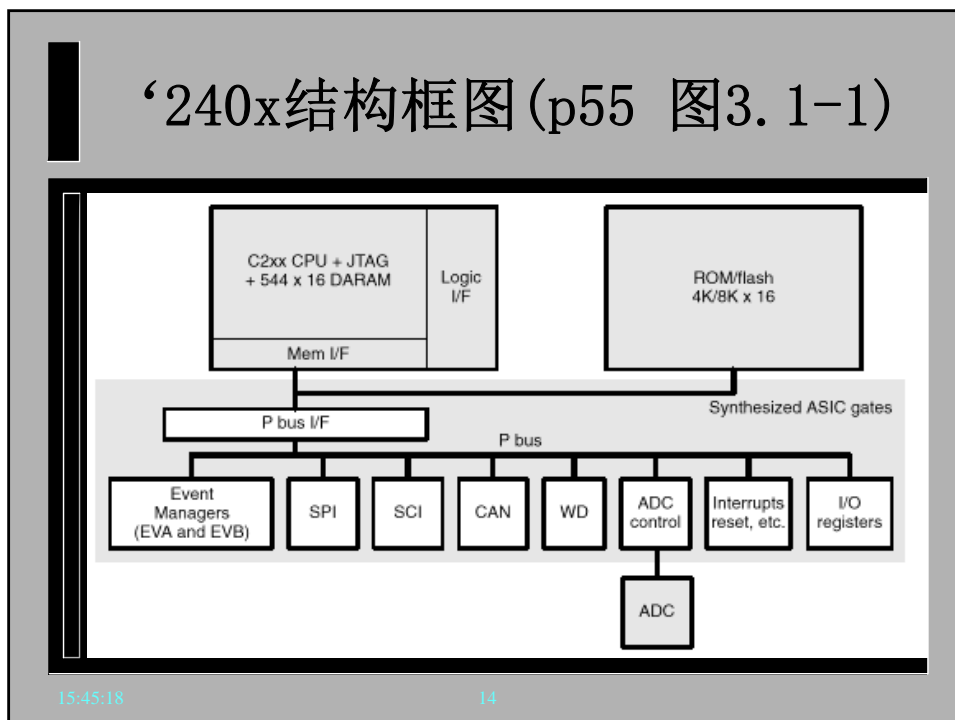 ‘240x结构框图(p55 图3.1-1)
C2xx CPU + JTAG
+ 544 x 16 DARAM
Logic
I/F
Mem I/F
ROM/flash
4K/8K x 16
Synthesized ASIC gates
P bus I/F
P bus
Event
Managers
(EVA and EVB)
SPI
SCI
CAN
WD
ADC
control
Interrupts
reset, etc.
I/O
registers
ADC
15:45:18
14